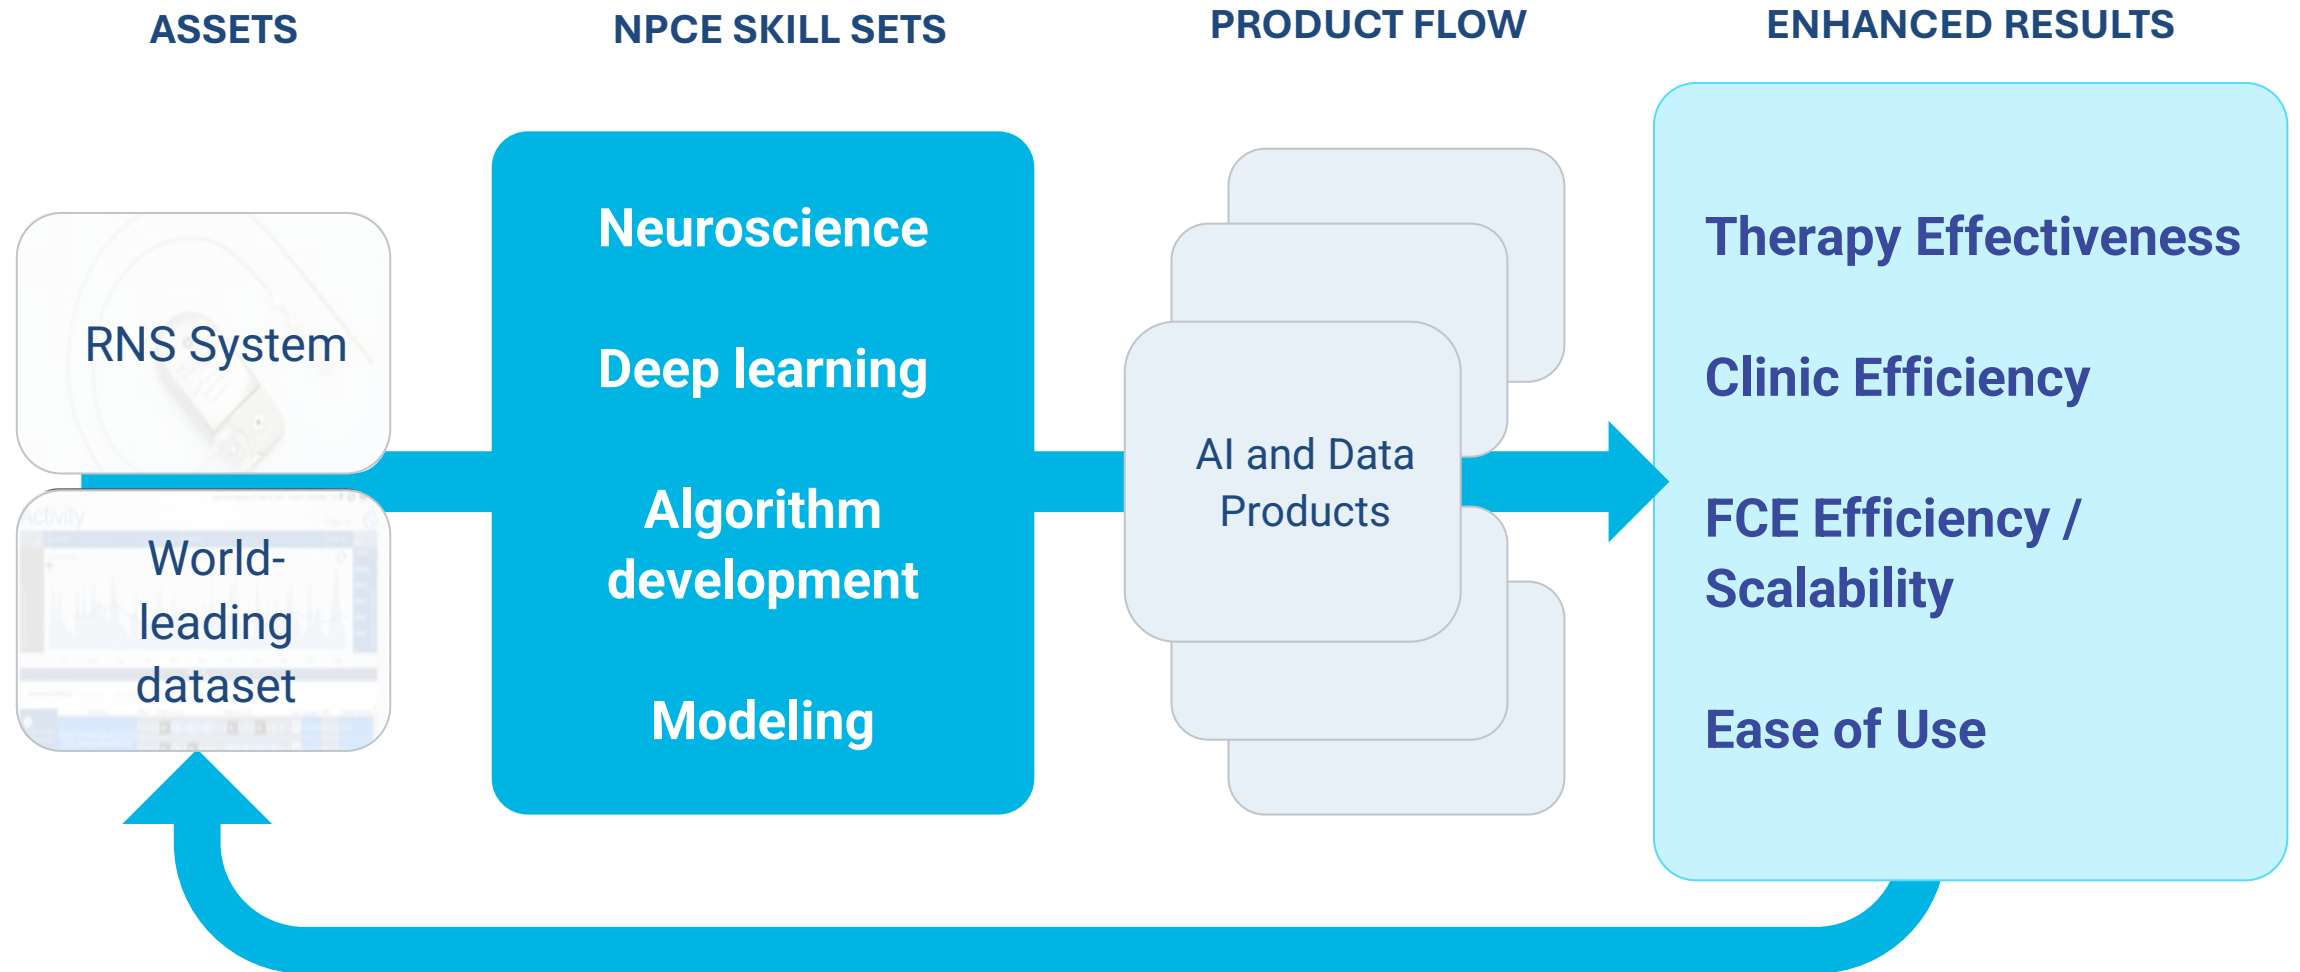 ASSETS
NPCE SKILL SETS
PRODUCT FLOW
ENHANCED RESULTS
RNS System
Activity
World-
leading
dataset
Neuroscience
Deep learning
Algorithm
development
Modeling
AI and Data
Products
Therapy Effectiveness
Clinic Efficiency
FCE Efficiency /
Scalability
Ease of Use